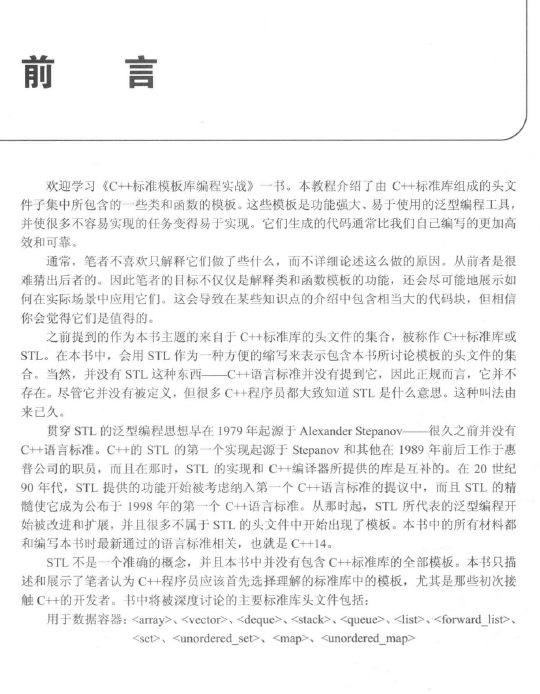 前 言
欢迎学习《C++标准模板库编程实战》一书。本教程介绍了由 C++标准库组成的头文
件子集中所包含的一些类和函数的模板。这些模板是功能强大、易于使用的泛型编程工具,
并使很多不容易实现的任务变得易于实现。它们生成的代码通常比我们自己编写的更加高
效和可靠。
通常，笔者不喜欢只解释它们做了些什么，而不详细论述这么做的原因。从前者是很
难猜出后者的。因此笔者的目标不仅仅是解释类和函数模板的功能，还会尽可能地展示如
何在实际场景中应用它们。这会导致在某些知识点的介绍中包含相当大的代码块，但相信
你会觉得它们是值得的。
之前提到的作为本书主题的来自于 C++标准库的头文件的集合，被称作 C++标准库或
STL。在本书中，会用 STL 作为一种方便的缩写来表示包含本书所讨论模板的头文件的集
合。当然，并没有 STL 这种东西——C++语言标准并没有提到它，因此正规而言，它并不
存在。尽管它并没有被定义，但很多 C++程序员都大致知道 STL 是什么意思。这种叫法由
来已久。
贯穿 STL 的泛型编程思想早在 1979 年起源于 Alexander Stepanov——很久之前并没有
C++语言标准。C++的 STL 的第一个实现起源于 Stepanov 和其他在 1989 年前后工作于惠
普公司的职员，而且在那时，STL 的实现和 C++编译器所提供的库是互补的。在 20 世纪
90 年代，STL 提供的功能开始被考虑纳入第一个 C++语言标准的提议中，而且 STL 的精
髓使它成为公布于 1998 年的第一个 C++语言标准。从那时起，STL 所代表的泛型编程开
始被改进和扩展，并且很多不属于 STL 的头文件中开始出现了模板。本书中的所有材料都
和编写本书时最新通过的语言标准相关，也就是 C++14。
STL 不是一个准确的概念，并且本书中并没有包含 C++标准库的全部模板。本书只描
述和展示了笔者认为 C++程序员应该首先选择理解的标准库中的模板，尤其是那些初次接
触 C++的开发者。书中将被深度讨论的主要标准库头文件包括:
用于数据容器: <array>、<vector>、<deque>、<stack>、<queue>、<list>、<forward_list>、
<set>、<unordered_set>、<map>、<unordered_map>